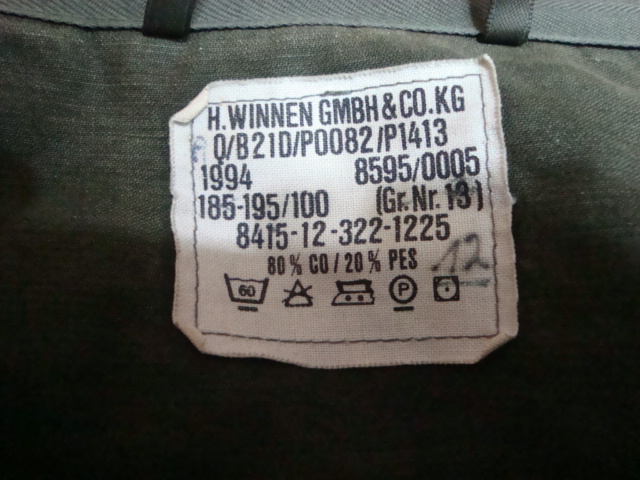 H.WINNEN GMBH & CO.KG
Q/B21D/P0082/P1413
1994 8595/0005
185-195/100 (Gr.Nr.13)
8415-12-322-1225
80% CO/20% PES 12
60 P